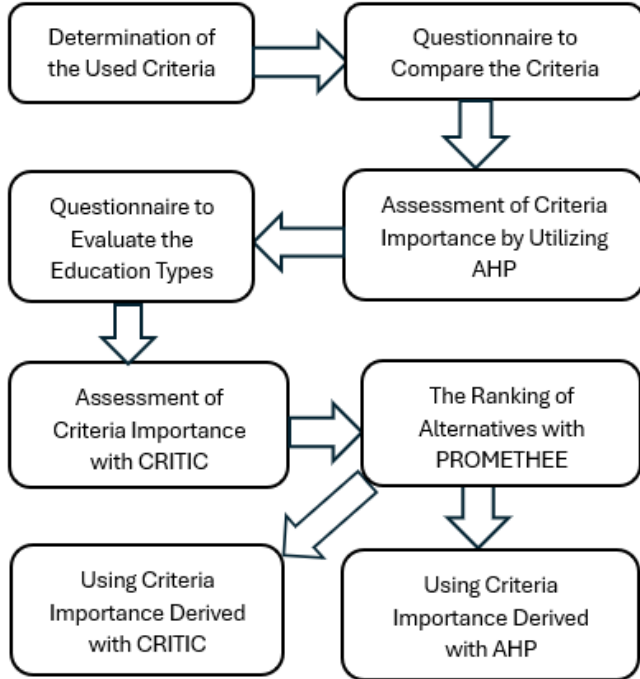 Determination of
the Used Criteria
Questionnaire to
Compare the Criteria
Assessment of Criteria
Importance by Utilizing
AHP
Questionnaire to
Evaluate the
Education Types
Assessment of
Criteria Importance
with CRITIC
The Ranking of
Alternatives with
PROMETHEE
Using Criteria
Importance Derived
with CRITIC
Using Criteria
Importance Derived
with AHP